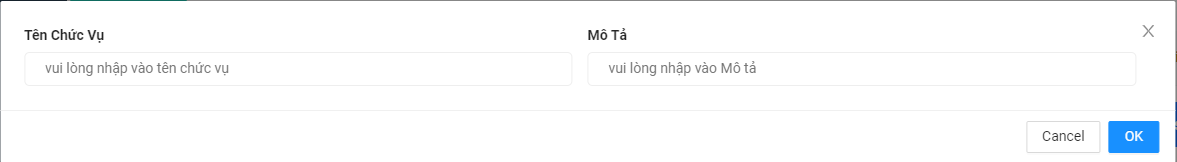 Tên Chức Vụ
Mô Tả
vui lòng nhập vào tên chức vụ
vui lòng nhập vào Mô tả
Cancel
OK